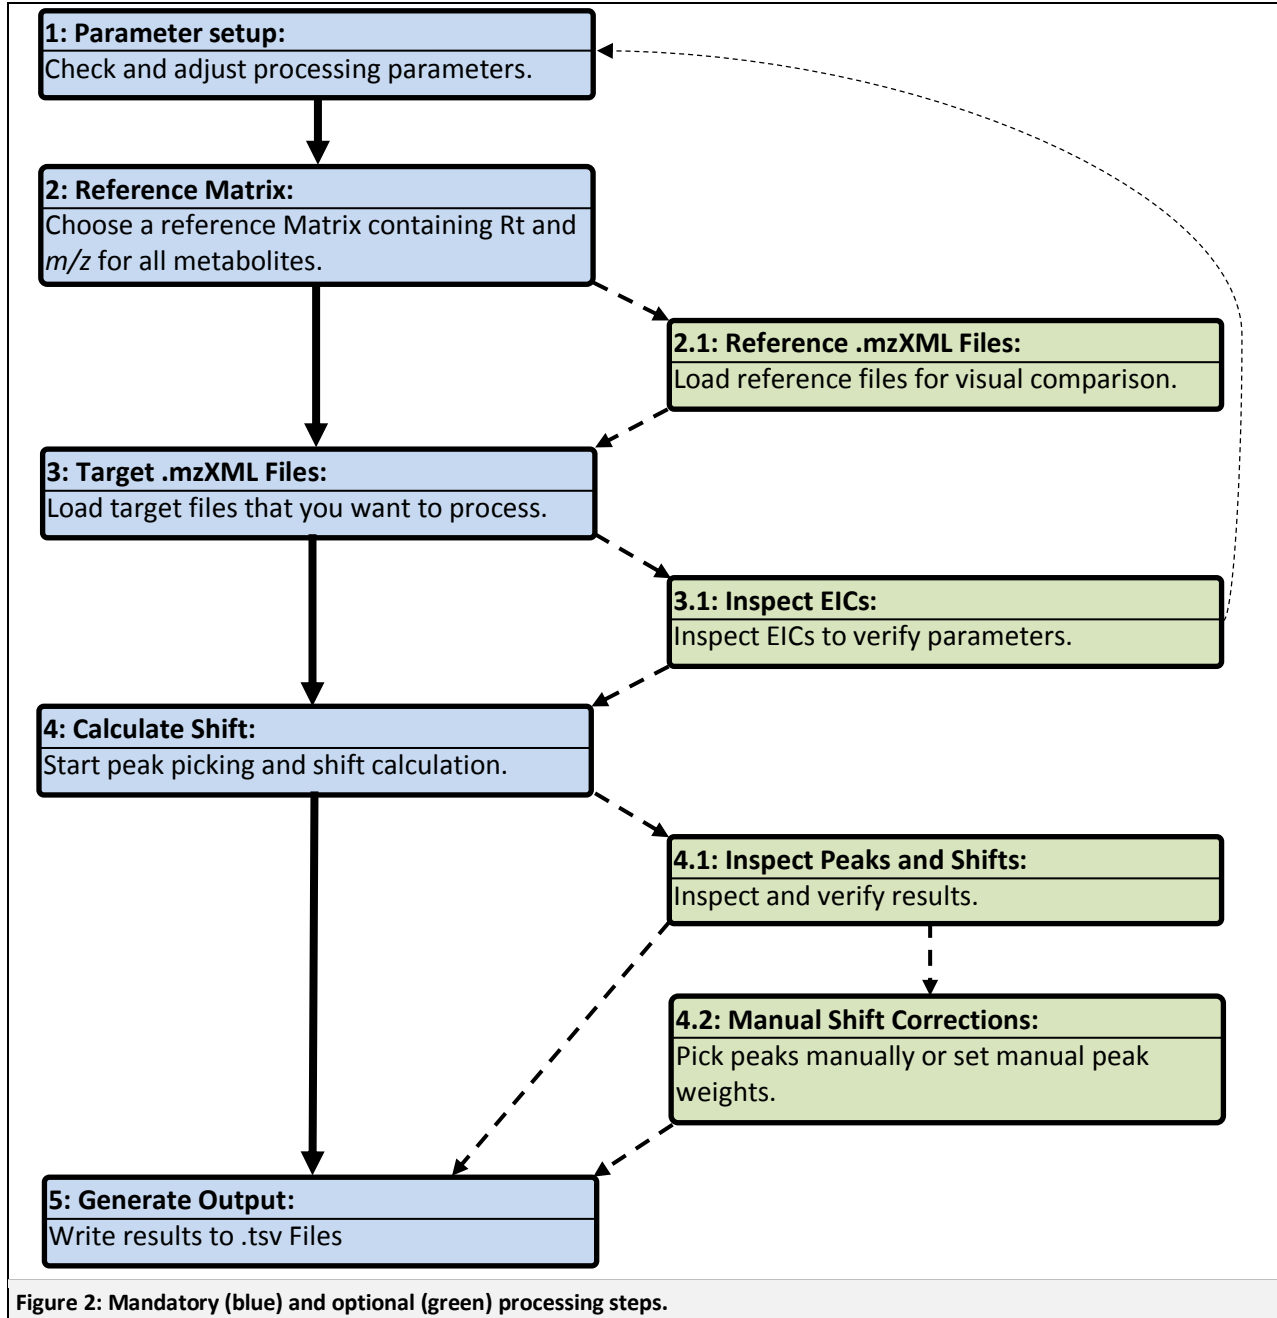 1: Parameter setup:
Check and adjust processing parameters.
2: Reference Matrix:
Choose a reference Matrix containing Rt and
m/z for all metabolites.
2.1: Reference .mzXML Files:
Load reference files for visual comparison.
3: Target .mzXML Files:
Load target files that you want to process.
3.1: Inspect EICs:
Inspect EICs to verify parameters.
4: Calculate Shift:
Start peak picking and shift calculation.
4.1: Inspect Peaks and Shifts:
Inspect and verify results.
4.2: Manual Shift Corrections:
Pick peaks manually or set manual peak
weights.
5: Generate Output:
Write results to .tsv Files
Figure 2: Mandatory (blue) and optional (green) processing steps.